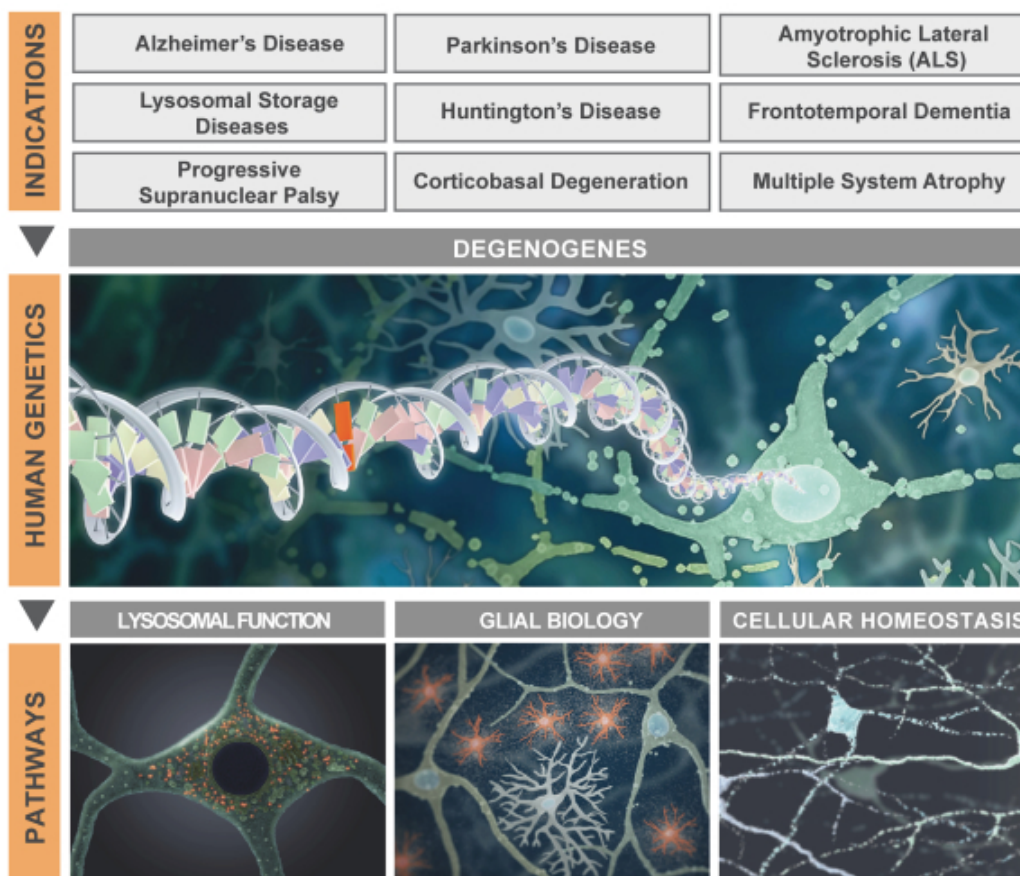 INDICATIONS
Alzheimer's Disease
Parkinson's Disease
Amyotrophic Lateral
Sclerosis (ALS)
Lysosomal Storage
Diseases
Huntington's Disease
Frontotemporal Dementia
Progressive
Supranuclear Palsy
Corticobasal Degeneration
Multiple System Atrophy
HUMAN GENETICS
DEGENOGENES
PATHWAYS
LYSOSOMAL FUNCTION
GLIAL BIOLOGY
CELLULAR HOMEOSTASIS